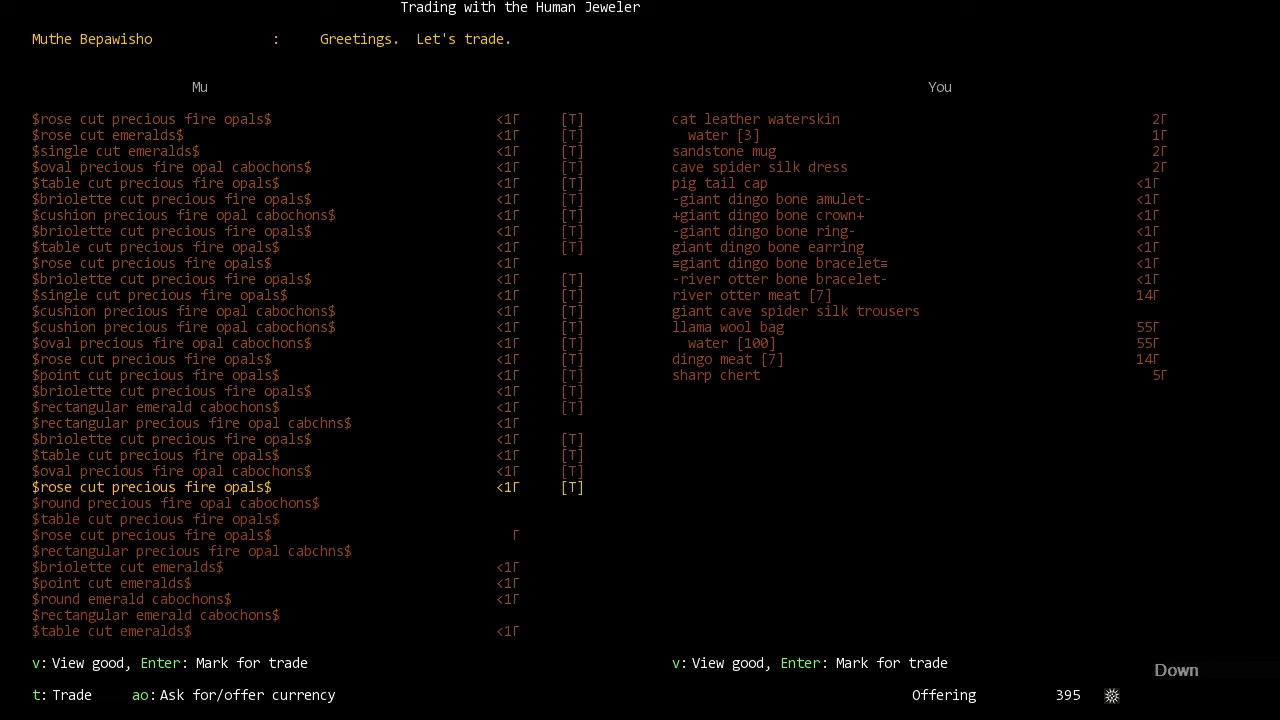 Trading with the Human Jeweler
Muthe Bepawisho : Greetings. Let's trade.
Mu You
$rose cut precious fire opals$ <1Γ [T] cat leather waterskin 2Γ
$rose cut emeralds$ <1Γ [T] water [3] 1Γ
$single cut emeralds$ <1Γ [T] sandstone mug 2Γ
$oval precious fire opal cabochons$ <1Γ [T] cave spider silk dress 2Γ
$table cut precious fire opals$ <1Γ [T] pig tail cap <1Γ
$briolette cut precious fire opals$ <1Γ [T] -giant dingo bone amulet- <1Γ
$cushion precious fire opal cabochons$ <1Γ [T] +giant dingo bone crown+ <1Γ
$briolette cut precious fire opals$ <1Γ [T] -giant dingo bone ring- <1Γ
$table cut precious fire opals$ <1Γ [T] giant dingo bone earring <1Γ
$rose cut precious fire opals$ <1Γ ≡giant dingo bone bracelet≡ <1Γ
$briolette cut precious fire opals$ <1Γ [T] -river otter bone bracelet- <1Γ
$single cut precious fire opals$ <1Γ [T] river otter meat [7] 14Γ
$cushion precious fire opal cabochons$ <1Γ [T] giant cave spider silk trousers
$cushion precious fire opal cabochons$ <1Γ [T] llama wool bag 55Γ
$oval precious fire opal cabochons$ <1Γ [T] water [100] 55Γ
$rose cut precious fire opals$ <1Γ [T] dingo meat [7] 14Γ
$point cut precious fire opals$ <1Γ [T] sharp chert 5Γ
$briolette cut precious fire opals$ <1Γ [T]
$rectangular emerald cabochons$ <1Γ [T]
$rectangular precious fire opal cabchns$ <1Γ
$briolette cut precious fire opals$ <1Γ [T]
$table cut precious fire opals$ <1Γ [T]
$oval precious fire opal cabochons$ <1Γ [T]
$rose cut precious fire opals$ <1Γ [T]
$round precious fire opal cabochons$
$table cut precious fire opals$
$rose cut precious fire opals$ Γ
$rectangular precious fire opal cabchns$
$briolette cut emeralds$ <1Γ
$point cut emeralds$ <1Γ
$round emerald cabochons$ <1Γ
$rectangular emerald cabochons$
$table cut emeralds$ <1Γ
v: View good, Enter: Mark for trade v: View good, Enter: Mark for trade
Down
t: Trade ao: Ask for/offer currency Offering 395 ☼